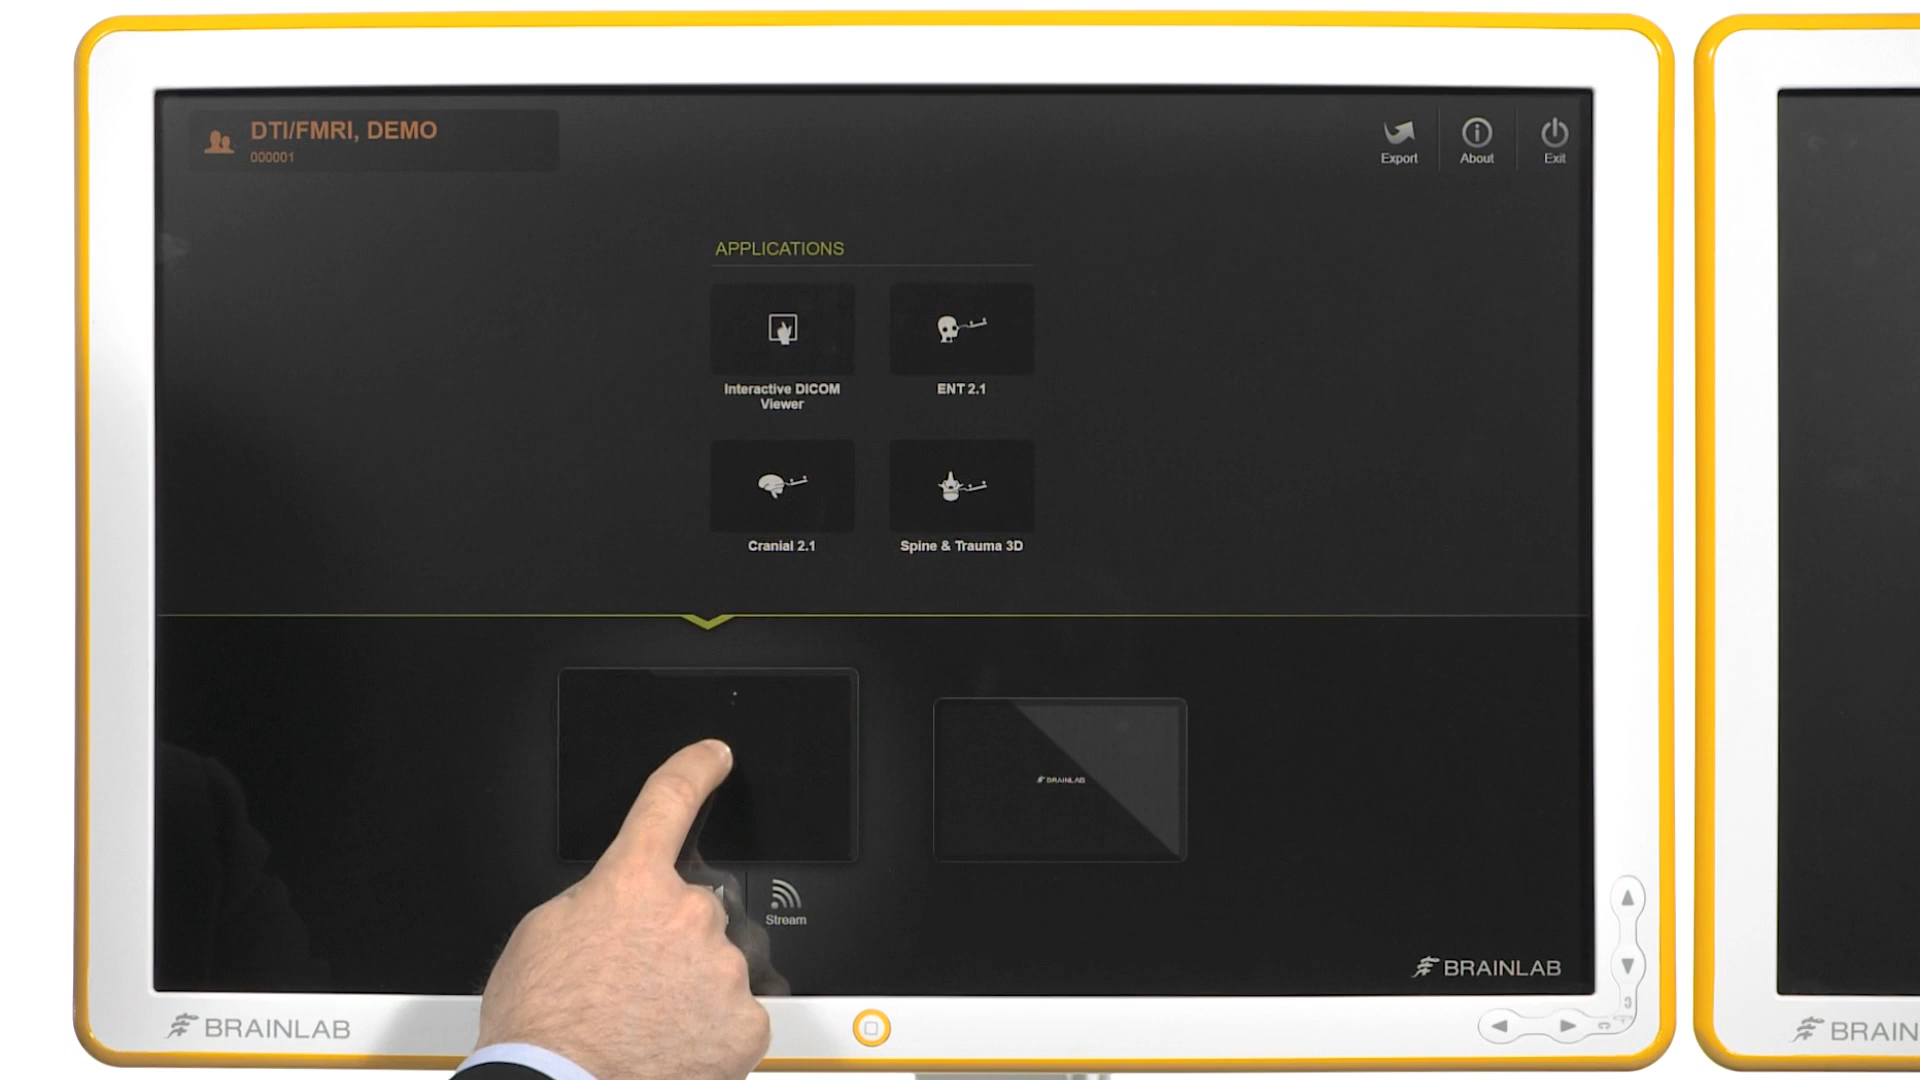 DTI/FMRI, DEMO
000001
Export
About
Exit
APPLICATIONS
Interactive DICOM
Viewer
ENT 2.1
Cranial 2.1
Spine & Trauma 3D
BRAINLAB
Stream
BRAINLAB
BRAINLAB
BRAIN